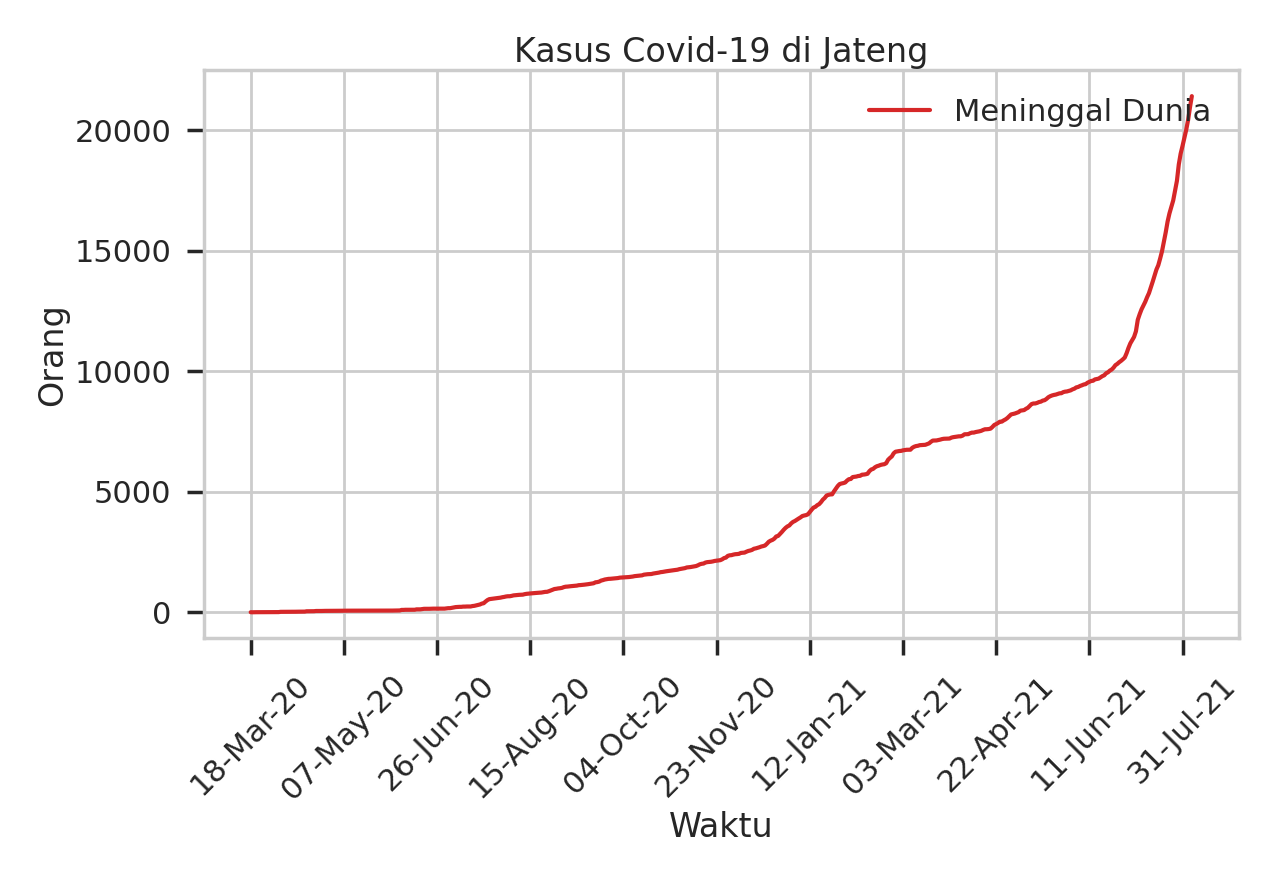 Kasus Covid-19 di Jateng
Meninggal Dunia
Orang
20000
15000
10000
5000
0
18-Mar-20
07-May-20
26-Jun-20
15-Aug-20
04-Oct-20
23-Nov-20
12-Jan-21
03-Mar-21
22-Apr-21
11-Jun-21
31-Jul-21
Waktu